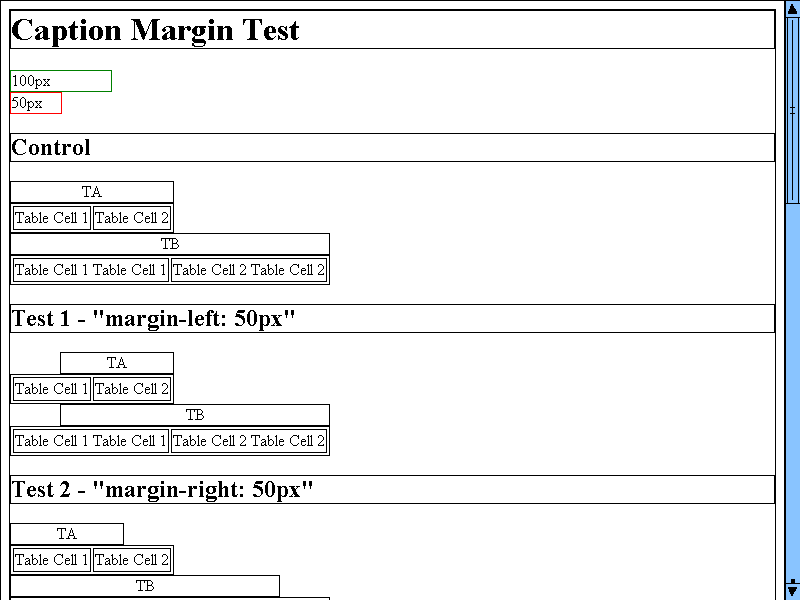 Caption Margin Test
100px
50px
Control
TA
Table Cell 1 Table Cell 2
TB
Table Cell 1 Table Cell 1 Table Cell 2 Table Cell 2
Test 1 - "margin-left: 50px"
TA
Table Cell 1 Table Cell 2
TB
Table Cell 1 Table Cell 1 Table Cell 2 Table Cell 2
Test 2 - "margin-right: 50px"
TA
Table Cell 1 Table Cell 2
TB